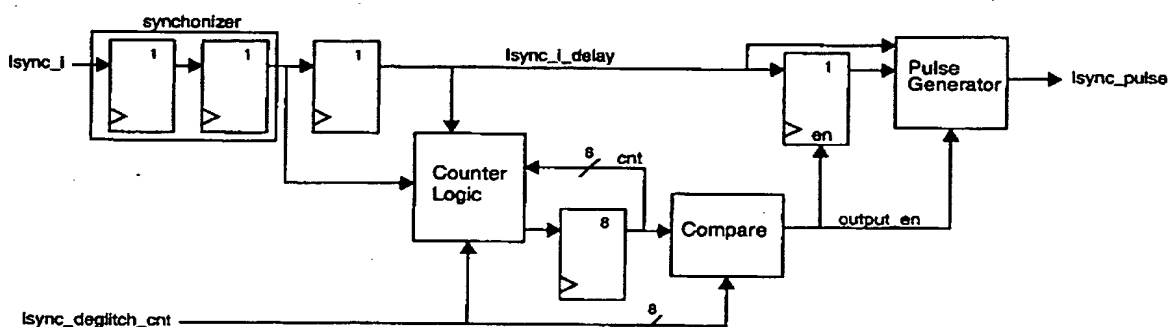 synchonizer
lsync_i
1
1
1
lsync_i_delay
1
en
Pulse
Generator
lsync_pulse
8
cnt
Counter
Logic
8
Compare
output_en
lsync_deglitch_cnt
8